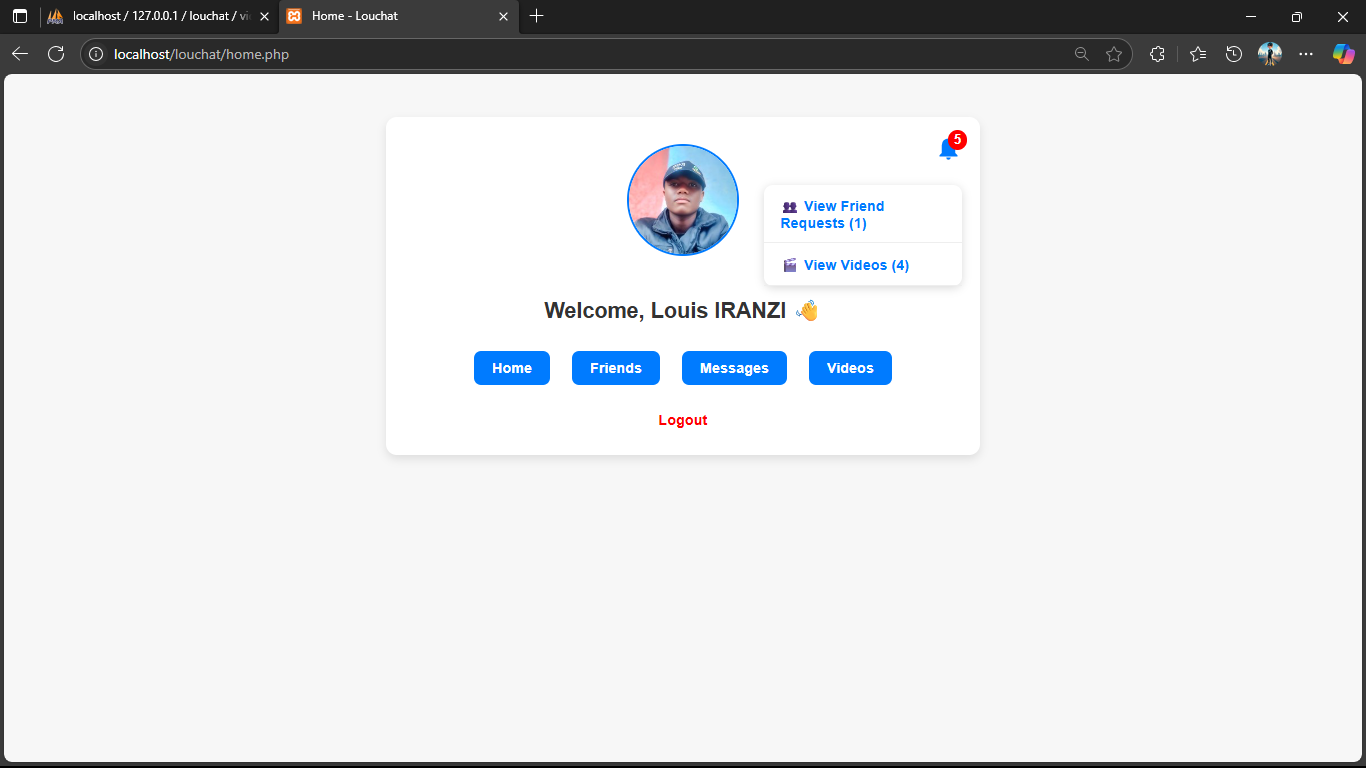 localhost / 127.0.0.1 / louchat / vi
Home - Louchat
localhost/louchat/home.php
5
View Friend
Requests (1)
View Videos (4)
Welcome, Louis IRANZI 👋
Home
Friends
Messages
Videos
Logout